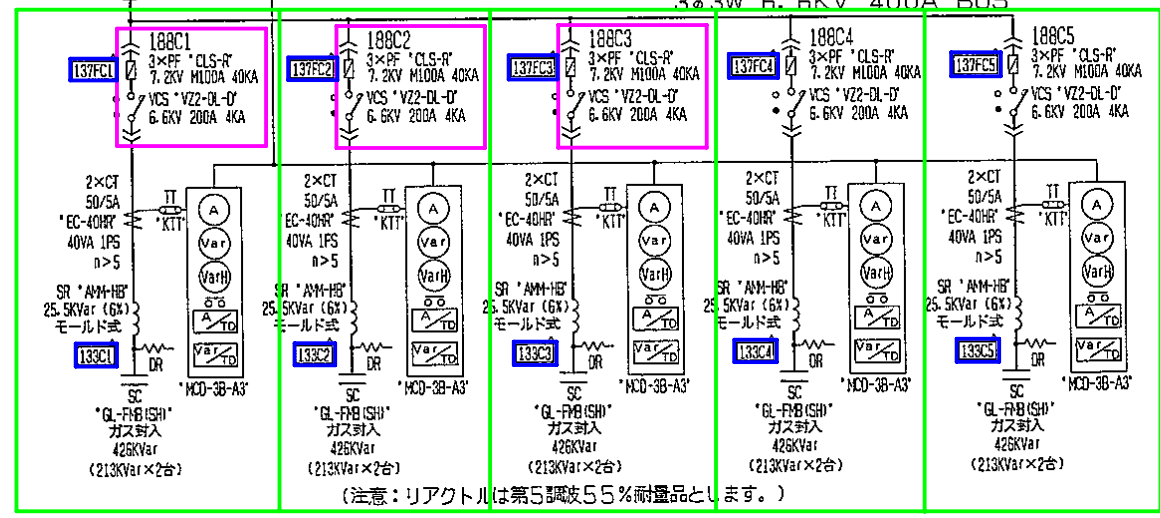 3φ3W 6.6KV 400A BUS
188C1
3×PF "CLS-R"
7.2KV M100A 40KA
137FC1
VCS "VZ2-DL-D"
6.6KV 200A 4KA
2×CT
50/5A
"EC-40HR"
40VA 1PS
n>5
TT
"KTT"
A
Var
VarH
A/TD
Var/TD
SR "AMM-HB"
25.5KVar (6%)
モールド式
133C1
DR
SC
"MCD-3B-A3"
"GL-FMB(SH)"
ガス封入
426KVar
(213KVar×2台)
188C2
3×PF "CLS-R"
7.2KV M100A 40KA
137FC2
VCS "VZ2-DL-D"
6.6KV 200A 4KA
2×CT
50/5A
"EC-40HR"
40VA 1PS
n>5
TT
"KTT"
A
Var
VarH
A/TD
Var/TD
SR "AMM-HB"
25.5KVar (6%)
モールド式
133C2
DR
SC
"MCD-3B-A3"
"GL-FMB(SH)"
ガス封入
426KVar
(213KVar×2台)
188C3
3×PF "CLS-R"
7.2KV M100A 40KA
137FC3
VCS "VZ2-DL-D"
6.6KV 200A 4KA
2×CT
50/5A
"EC-40HR"
40VA 1PS
n>5
TT
"KTT"
A
Var
VarH
A/TD
Var/TD
SR "AMM-HB"
25.5KVar (6%)
モールド式
133C3
DR
SC
"MCD-3B-A3"
"GL-FMB(SH)"
ガス封入
426KVar
(213KVar×2台)
188C4
3×PF "CLS-R"
7.2KV M100A 40KA
137FC4
VCS "VZ2-DL-D"
6.6KV 200A 4KA
2×CT
50/5A
"EC-40HR"
40VA 1PS
n>5
TT
"KTT"
A
Var
VarH
A/TD
Var/TD
SR "AMM-HB"
25.5KVar (6%)
モールド式
133C4
DR
SC
"MCD-3B-A3"
"GL-FMB(SH)"
ガス封入
426KVar
(213KVar×2台)
188C5
3×PF "CLS-R"
7.2KV M100A 40KA
137FC5
VCS "VZ2-DL-D"
6.6KV 200A 4KA
2×CT
50/5A
"EC-40HR"
40VA 1PS
n>5
TT
"KTT"
A
Var
VarH
A/TD
Var/TD
SR "AMM-HB"
25.5KVar (6%)
モールド式
133C5
DR
SC
"MCD-3B-A3"
"GL-FMB(SH)"
ガス封入
426KVar
(213KVar×2台)
(注意：リアクトルは第5調波55%耐量品とします。)